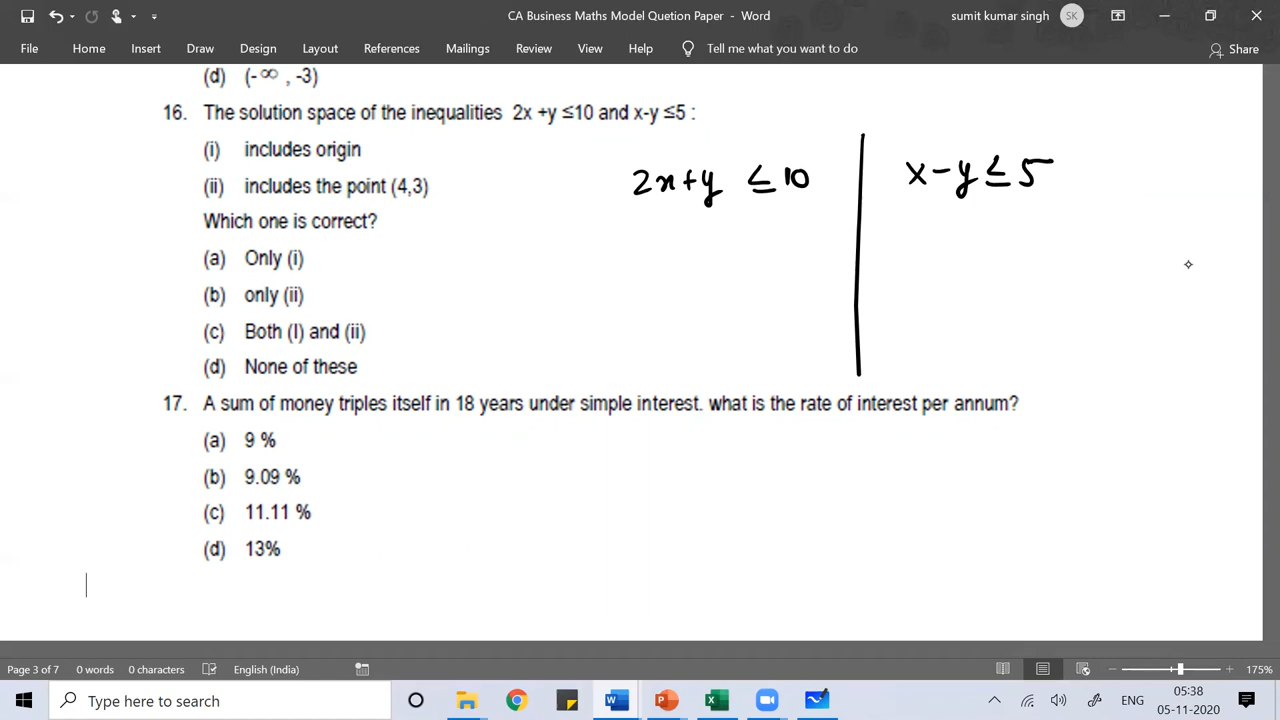 CA Business Maths Model Quetion Paper - Word
sumit kumar singh
SK
File Home Insert Draw Design Layout References Mailings Review View Help Tell me what you want to do Share
(d) (-∞ , -3)
16. The solution space of the inequalities 2x +y ≤10 and x-y ≤5 :
(i) includes origin
(ii) includes the point (4,3)
Which one is correct?
(a) Only (i)
(b) only (ii)
(c) Both (I) and (ii)
(d) None of these
2x+y ≤ 10
x-y ≤ 5
17. A sum of money triples itself in 18 years under simple interest. what is the rate of interest per annum?
(a) 9 %
(b) 9.09 %
(c) 11.11 %
(d) 13%
Page 3 of 7 0 words 0 characters English (India) 175%
Type here to search
ENG
05:38
05-11-2020